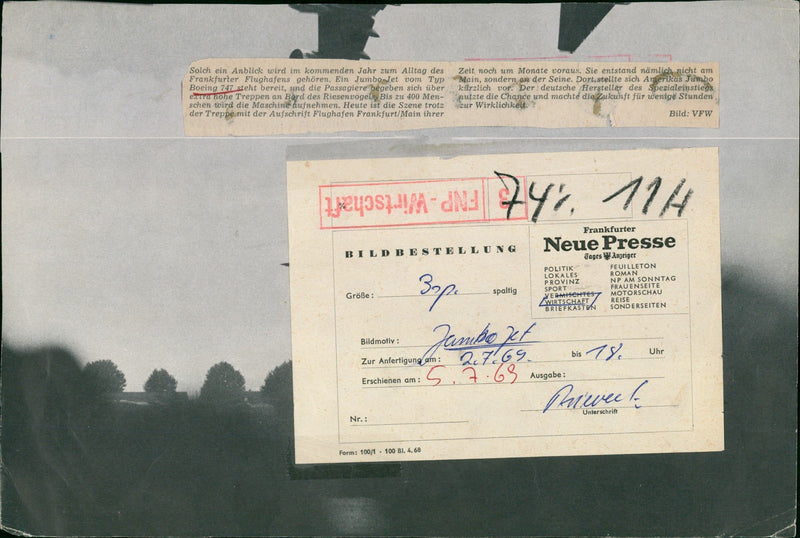 Solch ein Anblick wird im kommenden Jahr zum Alltag des
Frankfurter Flughafens gehören. Ein Jumbo-Jet vom Typ
Boeing 747 steht bereit, und die Passagiere begeben sich über
extra hohe Treppen an Bord des Riesenvogels. Bis zu 400 Men-
schen wird die Maschine aufnehmen. Heute ist die Szene trotz
der Treppe mit der Aufschrift Flughafen Frankfurt/Main ihrer
Zeit noch um Monate voraus. Sie entstand nämlich nicht am
Main, sondern an der Seine. Dort stellte sich Amerikas Jumbo
kürzlich vor. Der deutsche Hersteller des Spezialeinstiegs
nutzte die Chance und machte die Zukunft für wenige Stunden
zur Wirklichkeit.
Bild: VFW
3 FNP - Wirtschaft
74%. 11H
BILDBESTELLUNG
Frankfurter
Neue Presse
Tages Anzeiger
POLITIK
LOKALES
PROVINZ
SPORT
VERMISCHTES
WIRTSCHAFT
BRIEFKASTEN
FEUILLETON
ROMAN
NP AM SONNTAG
FRAUENSEITE
MOTORSCHAU
REISE
SONDERSEITEN
Größe: 3sp. spaltig
Bildmotiv: Jumbo Jet
Zur Anfertigung am: 2.7.69. bis 18. Uhr
Erschienen am: 5.7.69 Ausgabe:
Unterschrift
Nr.:
Form: 100/1 - 100 Bl. 4.68